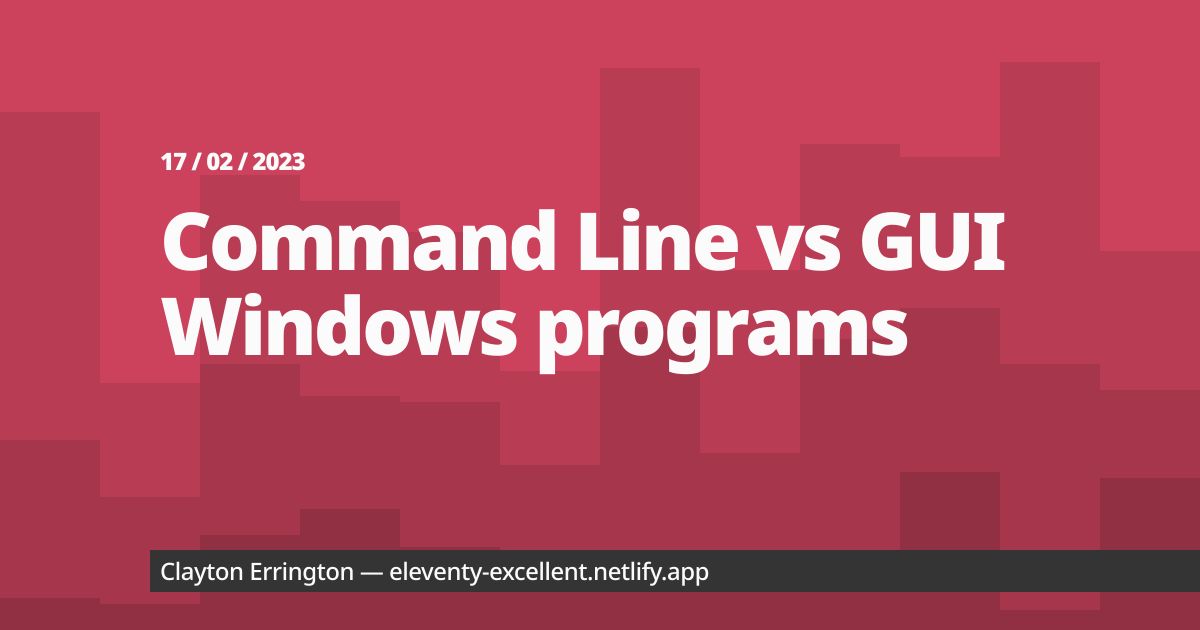 17 / 02 / 2023
Command Line vs GUI
Windows programs
Clayton Errington — eleventy-excellent.netlify.app